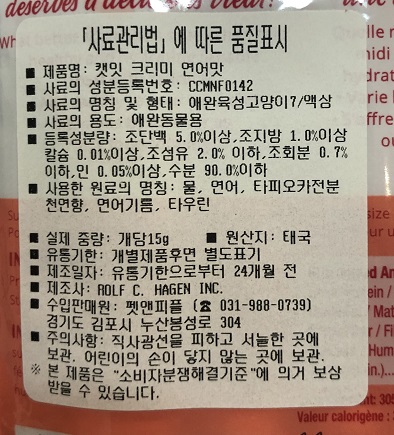 deserves a delicious treat!
「사료관리법」에 따른 품질표시
■ 제품명: 캣잇 크리미 연어맛
■ 사료의 성분등록번호: CCMNF0142
■ 사료의 명칭 및 형태: 애완육성고양이7/액상
■ 사료의 용도: 애완동물용
■ 등록성분량: 조단백 5.0%이상,조지방 1.0%이상
칼슘 0.01%이상,조섬유 2.0% 이하,조회분 0.7%
이하,인 0.05%이상,수분 90.0%이하
■ 사용한 원료의 명칭: 물, 연어, 타피오카전분
천연향, 연어기름, 타우린
■ 실제 중량: 개당15g ■ 원산지: 태국
■ 유통기한: 개별제품후면 별도표기
■ 제조일자: 유통기한으로부터 24개월 전
■ 제조사: ROLF C. HAGEN INC.
■ 수입판매원: 펫앤피플 (☎ 031-988-0739)
경기도 김포시 누산봉성로 304
■ 주의사항: 직사광선을 피하고 서늘한 곳에
보관. 어린이의 손이 닿지 않는 곳에 보관.
※ 본 제품은 "소비자분쟁해결기준"에 의거 보상
받을 수 있습니다.
Valeur calorigène :